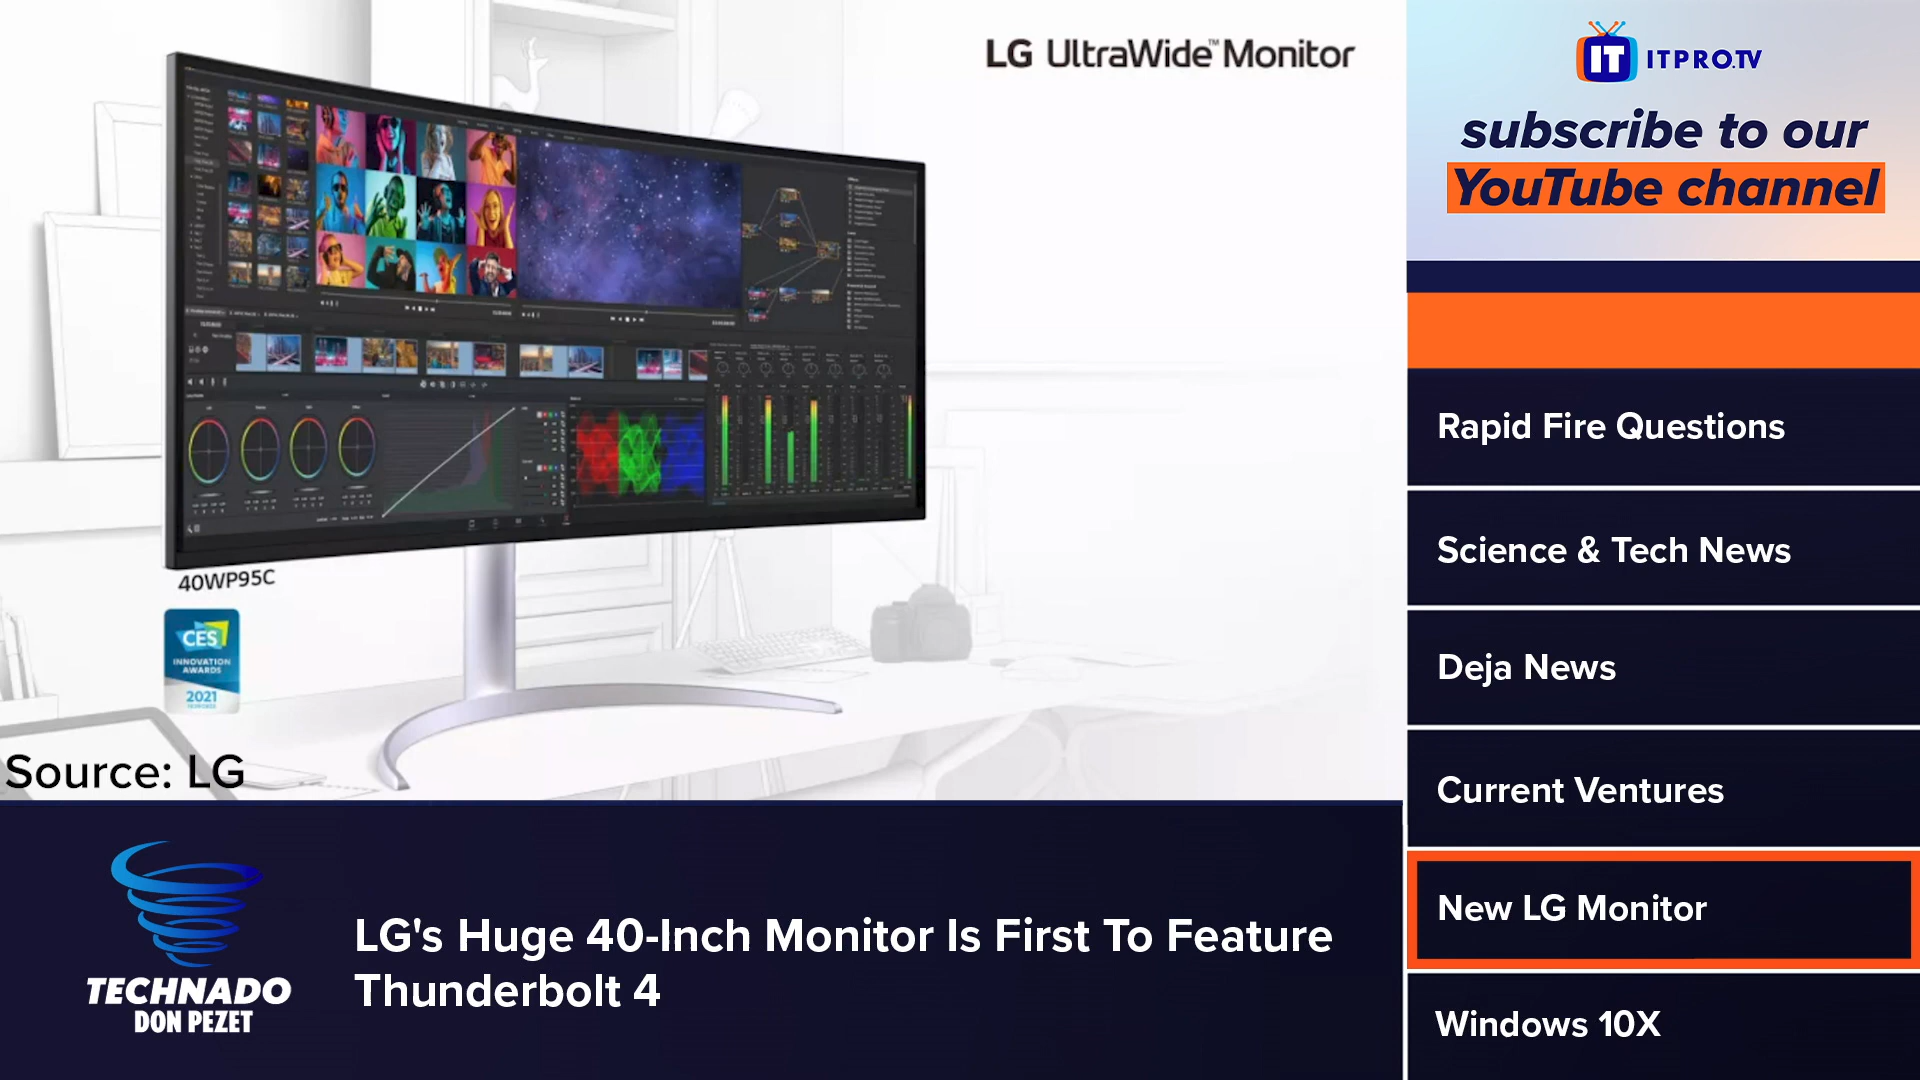 LG UltraWide™ Monitor
40WP95C
CES
INNOVATION
AWARDS
2021
Source: LG
IT
ITPRO.TV
subscribe to our
YouTube channel
Rapid Fire Questions
Science & Tech News
Deja News
Current Ventures
New LG Monitor
Windows 10X
TECHNADO
DON PEZET
LG's Huge 40-Inch Monitor Is First To Feature
Thunderbolt 4